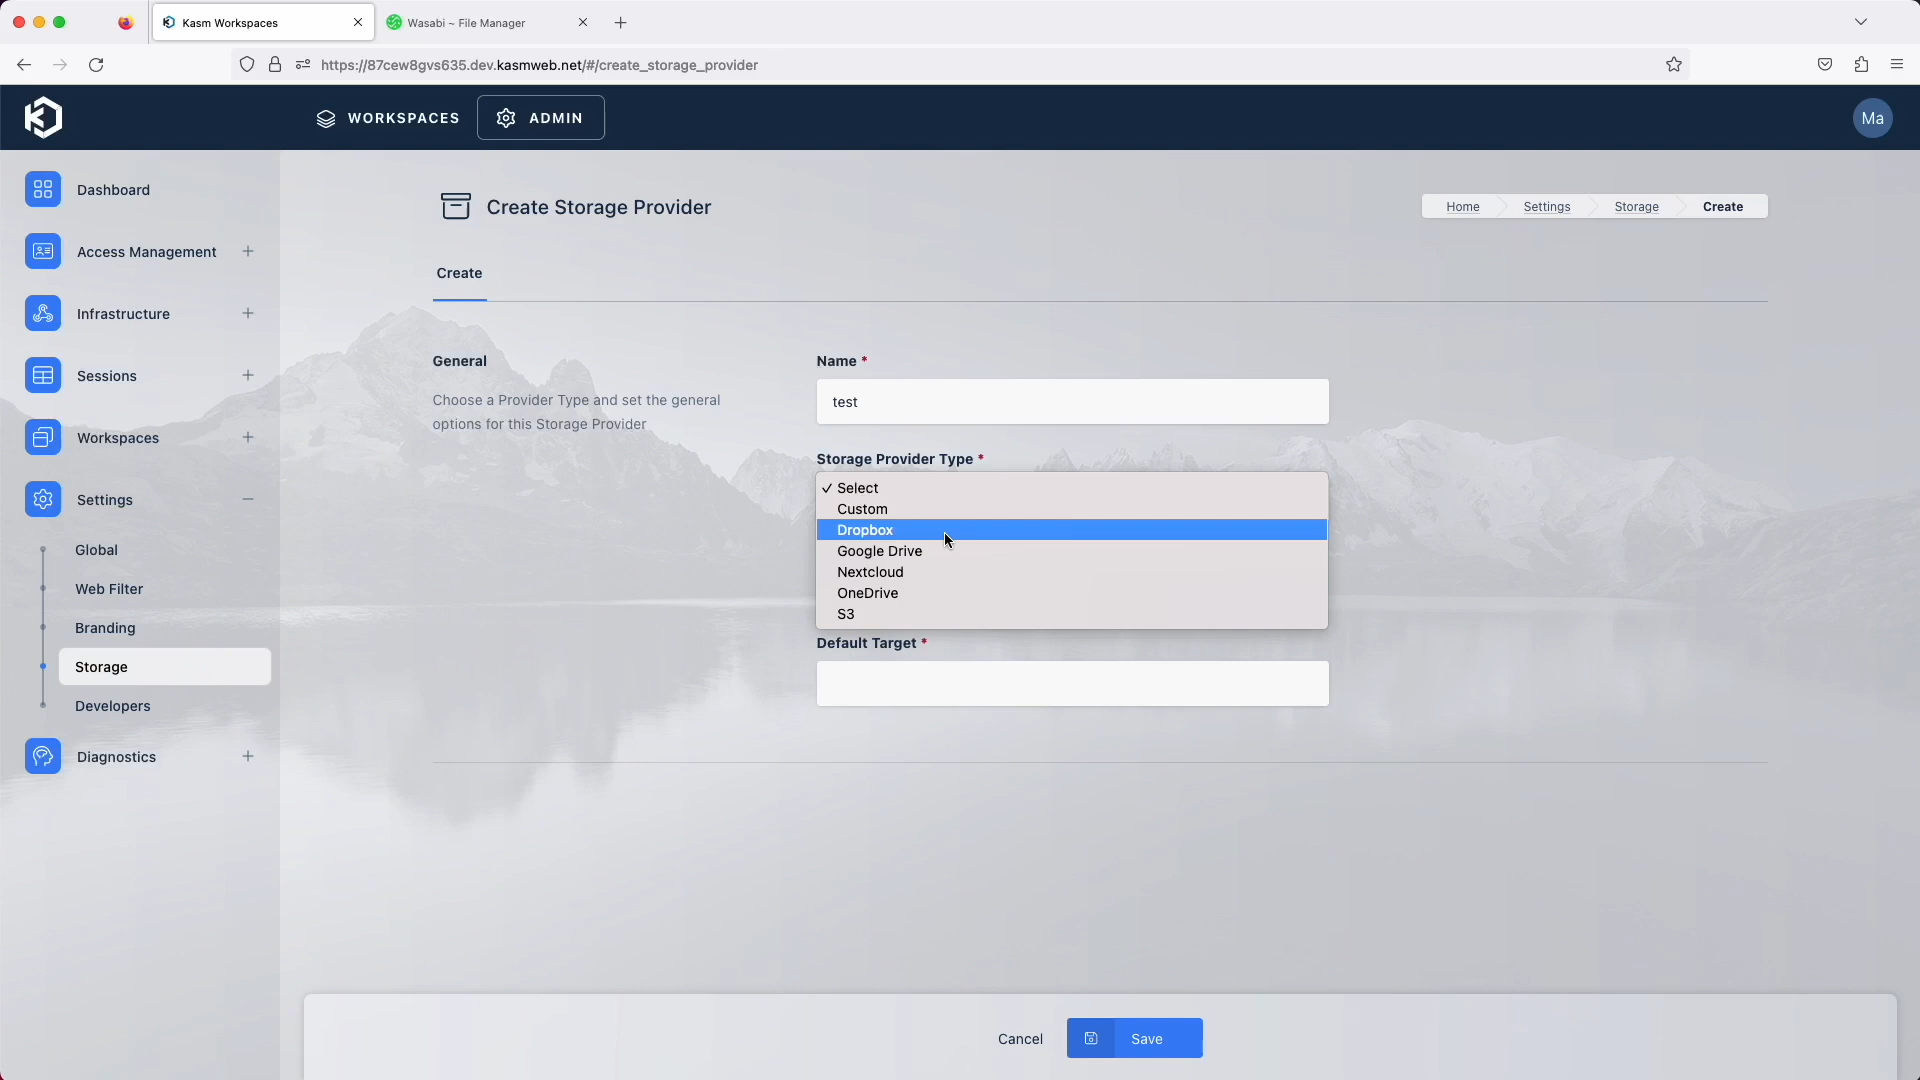 Kasm Workspaces
Wasabi ~ File Manager
https://87cew8gvs635.dev.kasmweb.net/#/create_storage_provider
WORKSPACES
ADMIN
Ma
Dashboard
Access Management
Infrastructure
Sessions
Workspaces
Settings
Global
Web Filter
Branding
Storage
Developers
Diagnostics
Create Storage Provider
Home
Settings
Storage
Create
Create
General
Choose a Provider Type and set the general
options for this Storage Provider
Name *
test
Storage Provider Type *
✓ Select
Custom
Dropbox
Google Drive
Nextcloud
OneDrive
S3
Default Target *
Cancel
Save